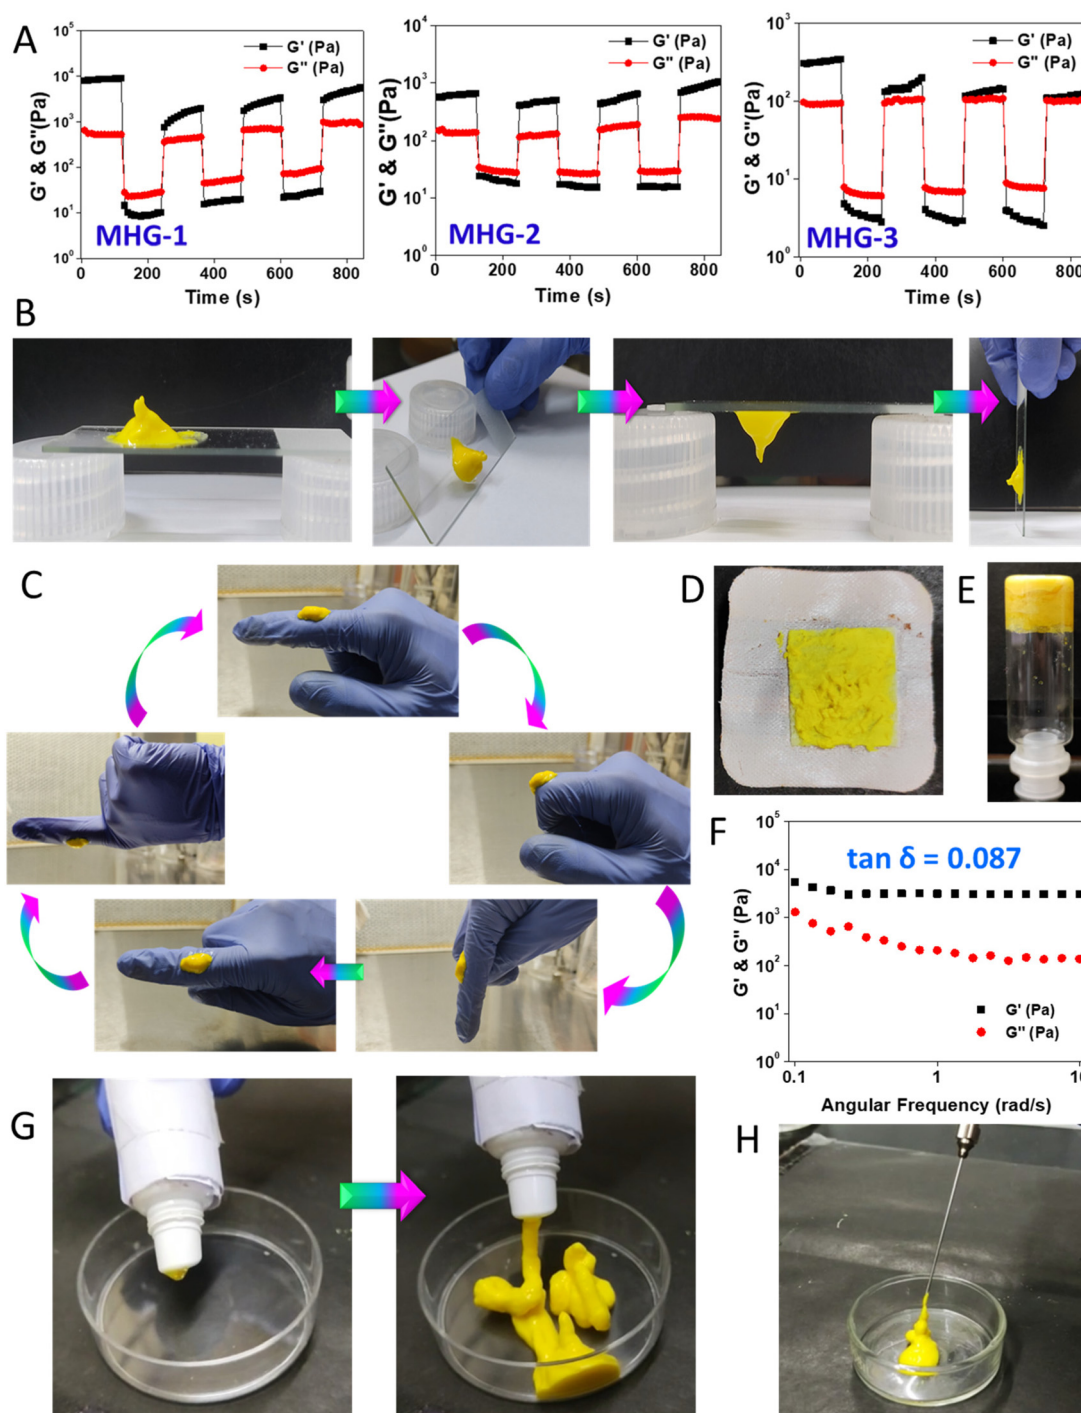 A
G' & G"(Pa)
10⁵
10⁴
10³
10²
10¹
10⁰
G' (Pa)
G" (Pa)
MHG-1
0 200 400 600 800
Time (s)
G' & G"(Pa)
10⁴
10³
10²
10¹
10⁰
G' (Pa)
G" (Pa)
MHG-2
0 200 400 600 800
Time (s)
G' & G"(Pa)
10³
10²
10¹
10⁰
G' (Pa)
G" (Pa)
MHG-3
0 200 400 600 800
Time (s)
B
C
D
E
F
G' & G" (Pa)
10⁵
10⁴
10³
10²
10¹
10⁰
tan δ = 0.087
G' (Pa)
G" (Pa)
0.1 1 10
Angular Frequency (rad/s)
G
H